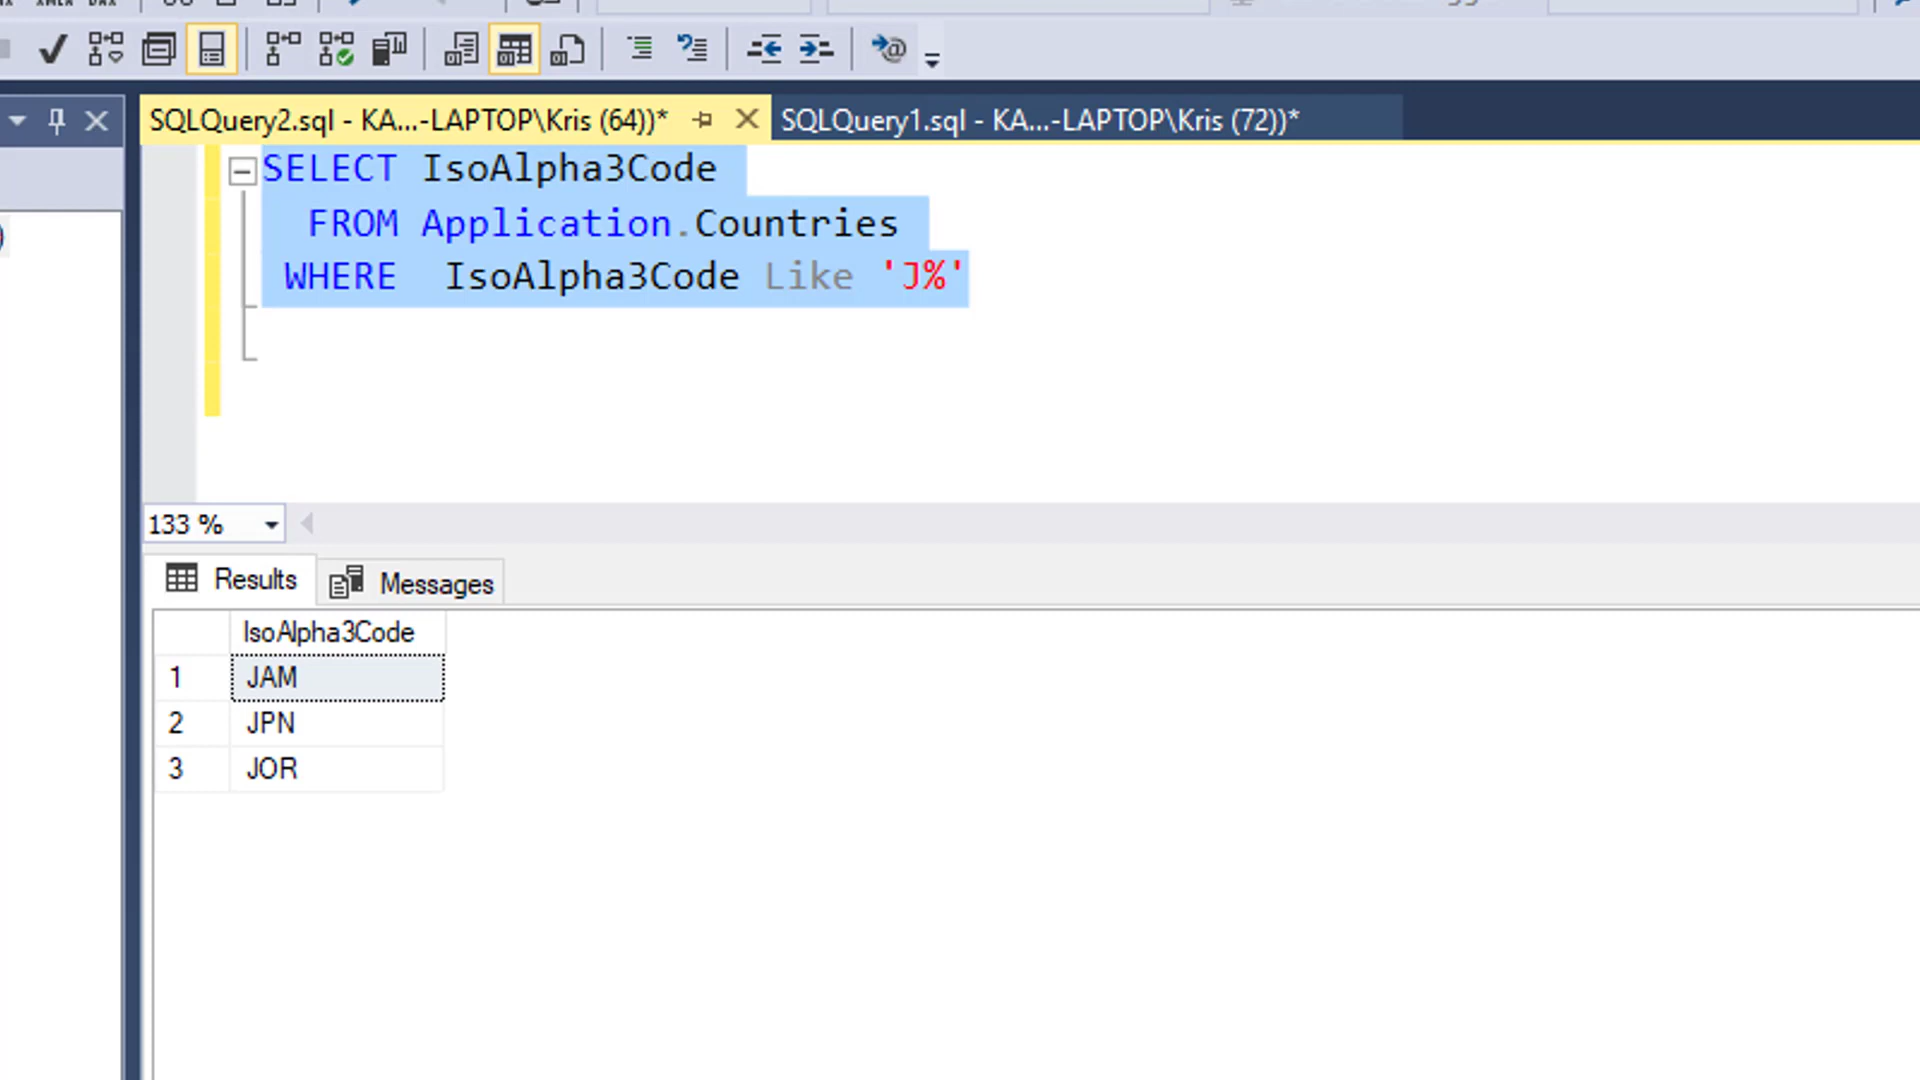 SQLQuery2.sql - KA...-LAPTOP\Kris (64))*
SQLQuery1.sql - KA...-LAPTOP\Kris (72))*
SELECT IsoAlpha3Code
FROM Application.Countries
WHERE IsoAlpha3Code Like 'J%'
133 %
Results
Messages
IsoAlpha3Code
1 JAM
2 JPN
3 JOR